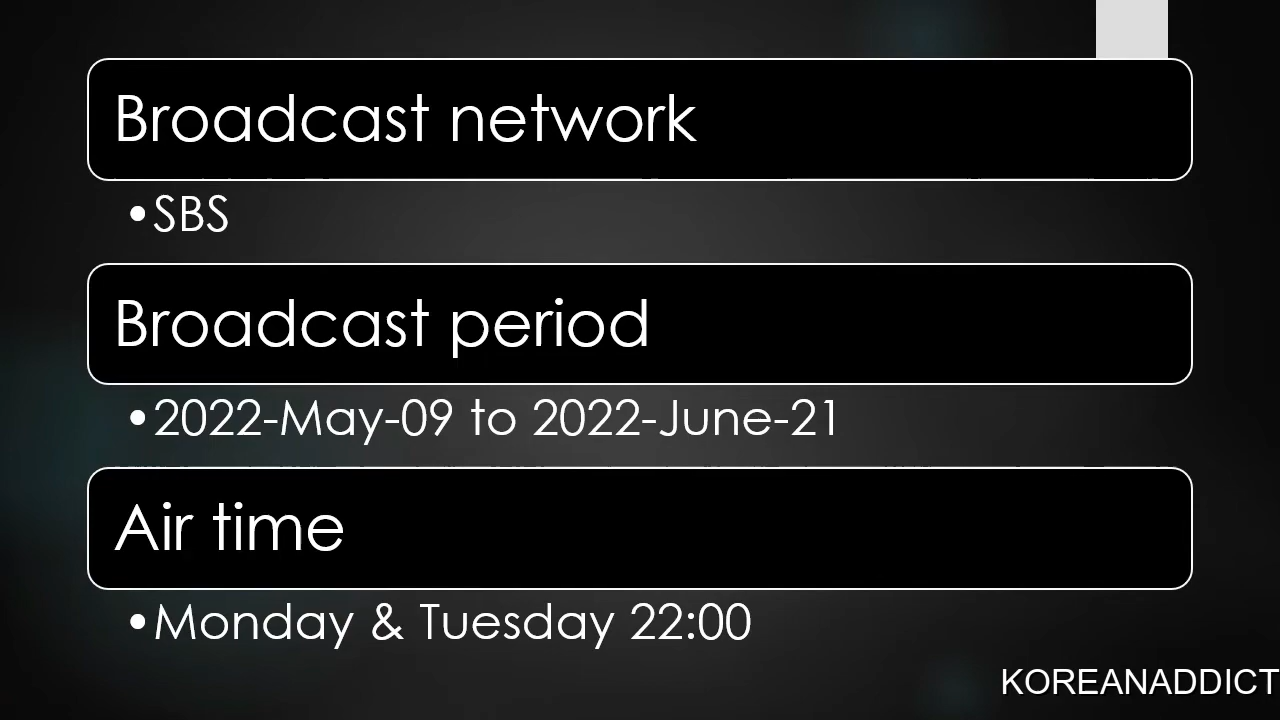 Broadcast network
•SBS
Broadcast period
•2022-May-09 to 2022-June-21
Air time
•Monday & Tuesday 22:00
KOREANADDICT